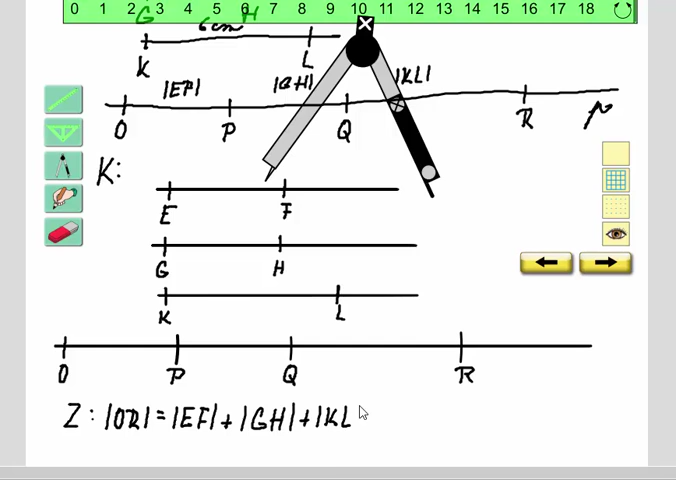 0 1 2 3 4 5 6 7 8 9 10 11 12 13 14 15 16 17 18
G 6cm H
K L
|EF| |GH| |KL|
O P Q R p
K:
E F
G H
K L
O P Q R
Z: |OR| = |EF| + |GH| + |KL